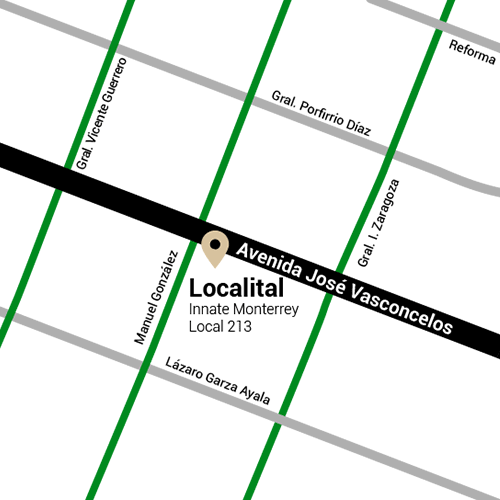 Reforma
Gral. Vicente Guerrero
Gral. Porfirrio Díaz
Gral. I. Zaragoza
Avenida José Vasconcelos
Manuel González
Localital
Innate Monterrey
Local 213
Lázaro Garza Ayala